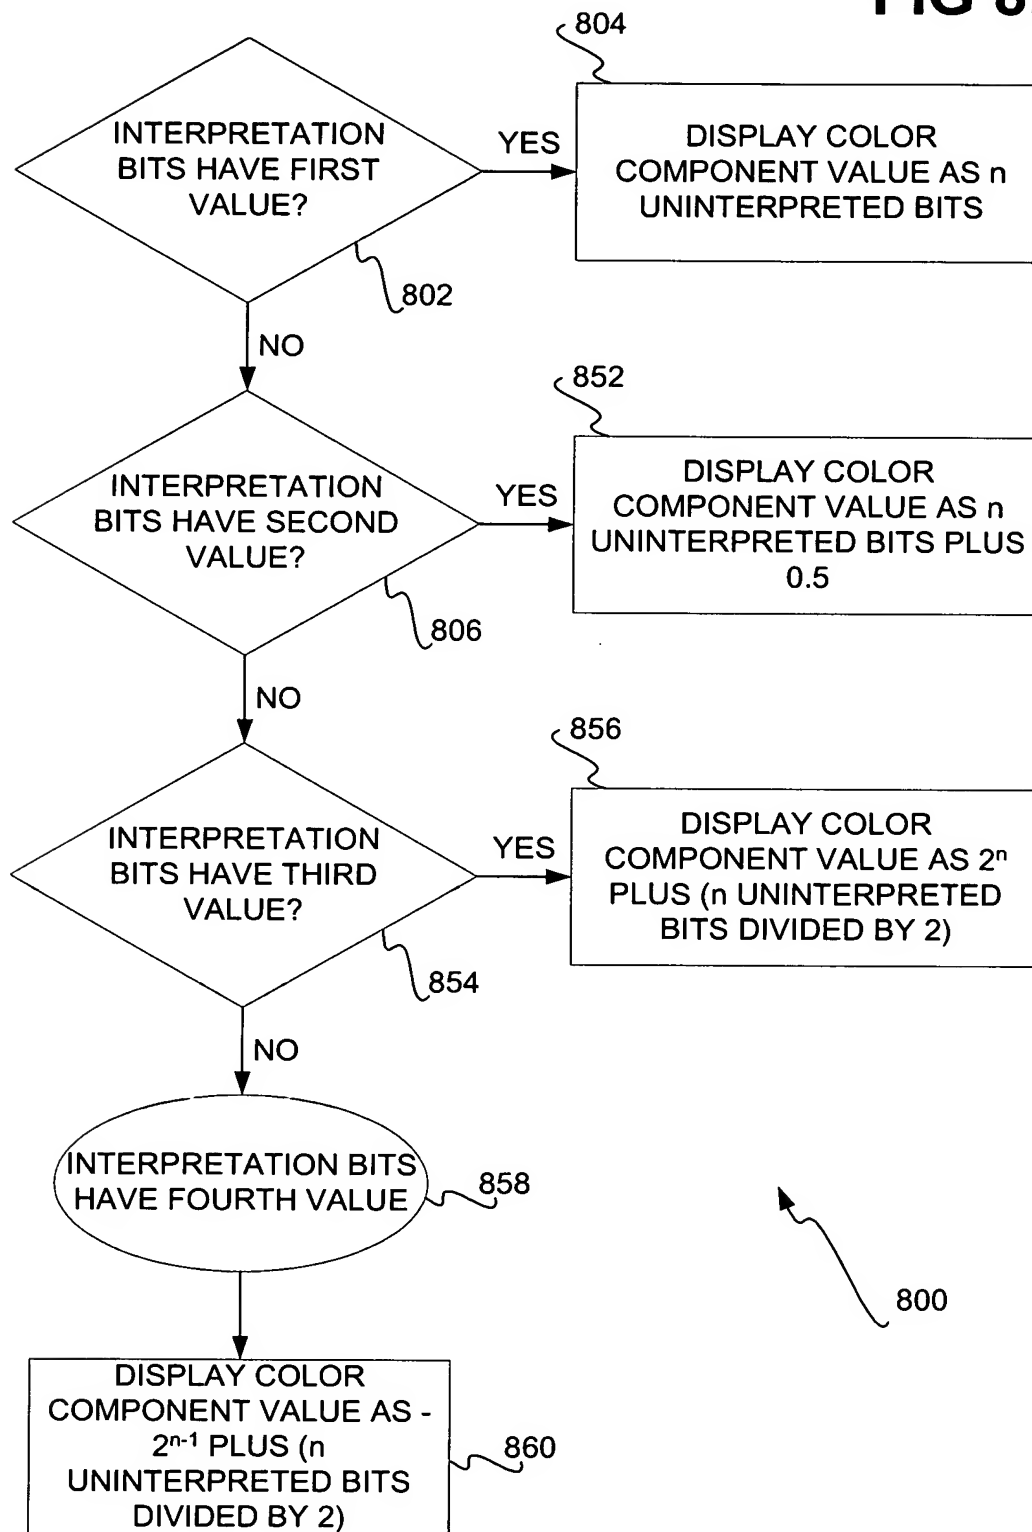 FIG 8
804
INTERPRETATION
BITS HAVE FIRST
VALUE?
YES
DISPLAY COLOR
COMPONENT VALUE AS n
UNINTERPRETED BITS
802
NO
852
INTERPRETATION
BITS HAVE SECOND
VALUE?
YES
DISPLAY COLOR
COMPONENT VALUE AS n
UNINTERPRETED BITS PLUS
0.5
806
NO
856
INTERPRETATION
BITS HAVE THIRD
VALUE?
YES
DISPLAY COLOR
COMPONENT VALUE AS 2ⁿ
PLUS (n UNINTERPRETED
BITS DIVIDED BY 2)
854
NO
INTERPRETATION BITS
HAVE FOURTH VALUE
858
800
DISPLAY COLOR
COMPONENT VALUE AS -
2ⁿ⁻¹ PLUS (n
UNINTERPRETED BITS
DIVIDED BY 2)
860